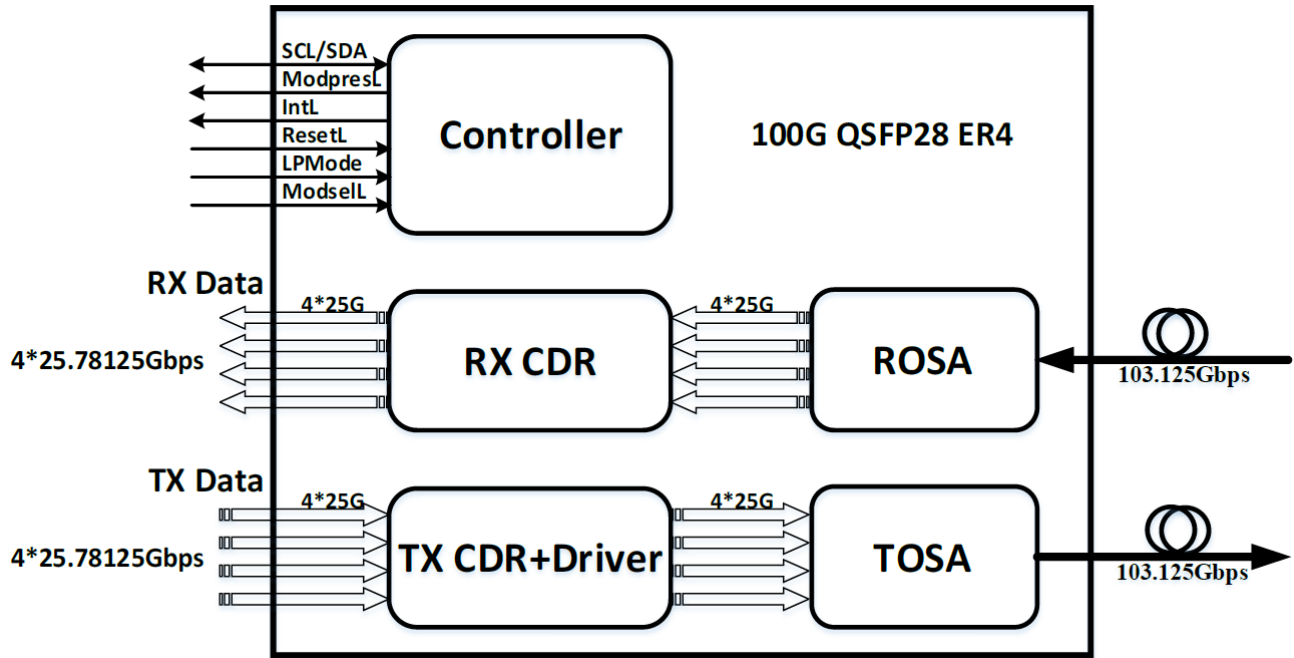 SCL/SDA
ModpresL
IntL
ResetL
LPMode
ModselL
Controller
100G QSFP28 ER4
RX Data
4*25G
4*25G
4*25.78125Gbps
RX CDR
ROSA
103.125Gbps
TX Data
4*25G
4*25G
4*25.78125Gbps
TX CDR+Driver
TOSA
103.125Gbps